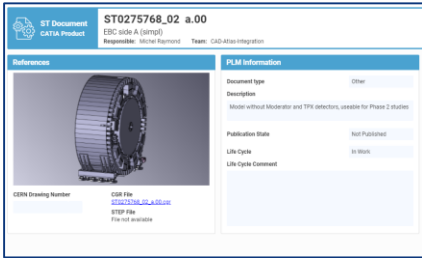 ST Document
CATIA Product
ST0275768_02 a.00
EBC side A (simpl)
Responsible: Michel Raymond Team: CAD-Atlas-Integration
References
CERN Drawing Number
CGR File
ST0275768_02_a.00.cgr
STEP File
File not available
PLM Information
Document type Other
Description
Model without Moderator and TFX detectors, useable for Phase 2 studies
Publication State Not Published
Life Cycle In Work
Life Cycle Comment